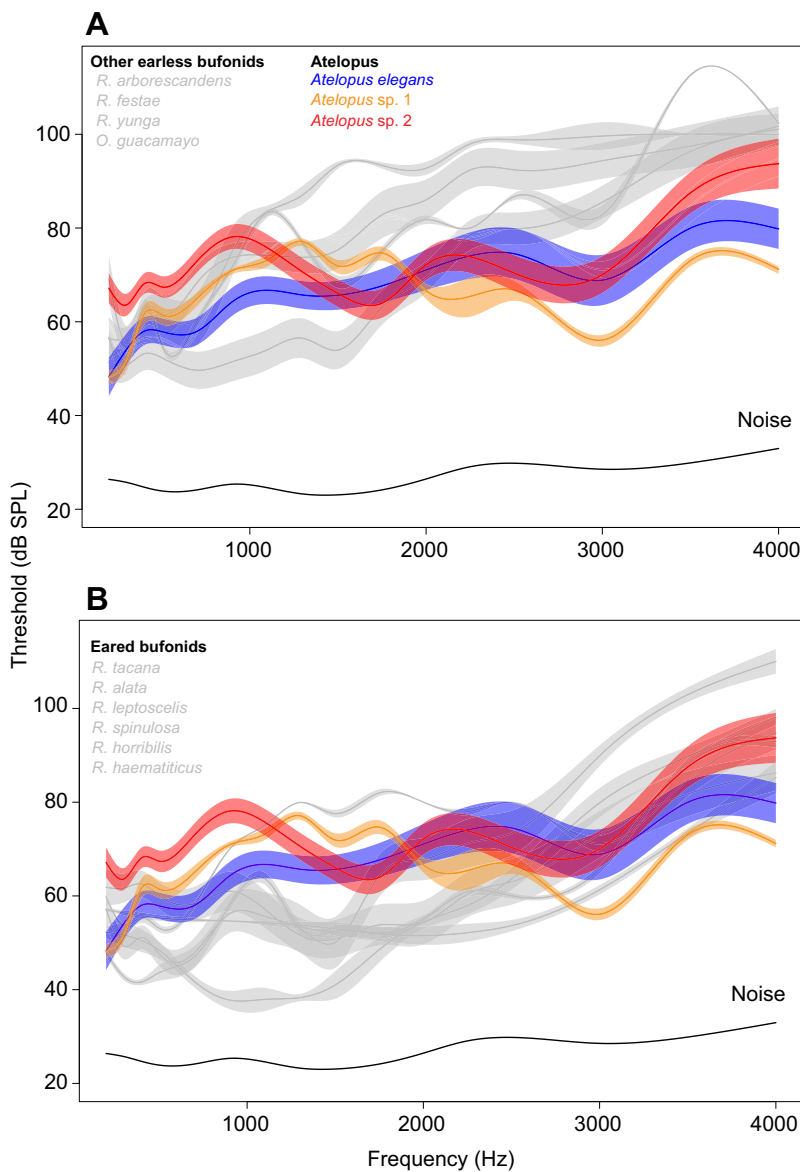 A
Other earless bufonids
R. arborescandens
R. festae
R. yunga
O. guacamayo
Atelopus
Atelopus elegans
Atelopus sp. 1
Atelopus sp. 2
100
80
60
40
20
Noise
1000 2000 3000 4000
Threshold (dB SPL)
B
Eared bufonids
R. tacana
R. alata
R. leptoscelis
R. spinulosa
R. horribilis
R. haematiticus
100
80
60
40
20
Noise
1000 2000 3000 4000
Frequency (Hz)